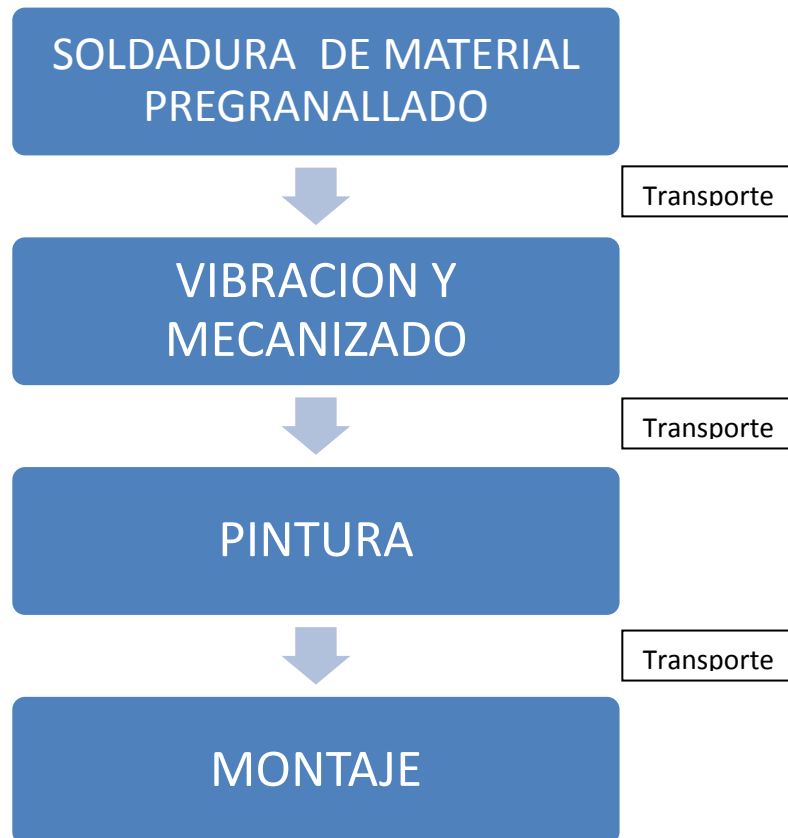 SOLDADURA DE MATERIAL
PREGRANALLADO
Transporte
VIBRACION Y
MECANIZADO
Transporte
PINTURA
Transporte
MONTAJE